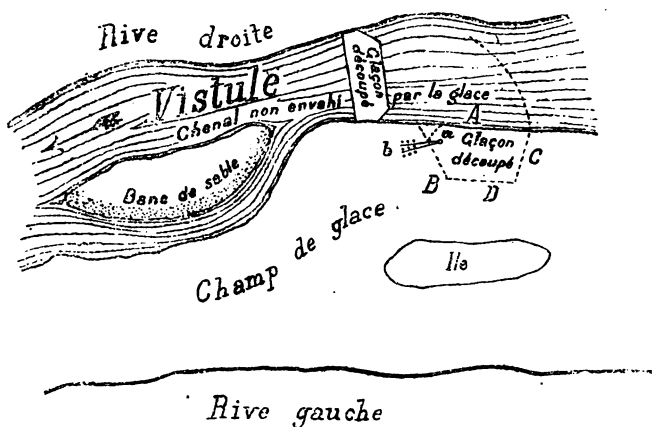 Rive droite
Vistule
Chenal non envahi par la glace
Glaçon
découpé
A
a
Glaçon
découpé
b
B
C
D
Banc de sable
Champ de glace
Ile
Rive gauche